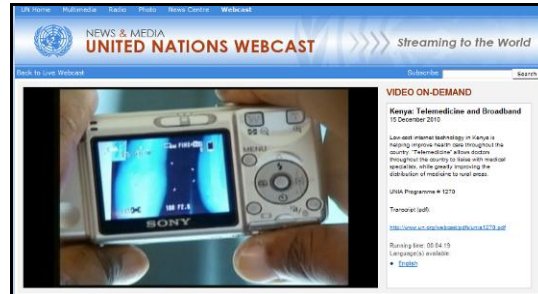 UN Home Multimedia Radio Photo News Centre Webcast
NEWS & MEDIA
UNITED NATIONS WEBCAST
Streaming to the World
Back to Live Webcast
Subscribe
Search
VIDEO ON-DEMAND
Kenya: Telemedicine and Broadband
15 December 2010
Low-cost internet technology in Kenya is
helping improve health care throughout the
country. "Telemedicine" allows doctors
throughout the country to liaise with medical
specialists, while greatly improving the
distribution of medicine to rural areas.
UNIA Programme # 1270
Transcript (pdf):
http://www.un.org/webcast/pdfs/unia1270.pdf
Running time: 00:04:19
Language(s) available:
English
MENU
FINE
SONY